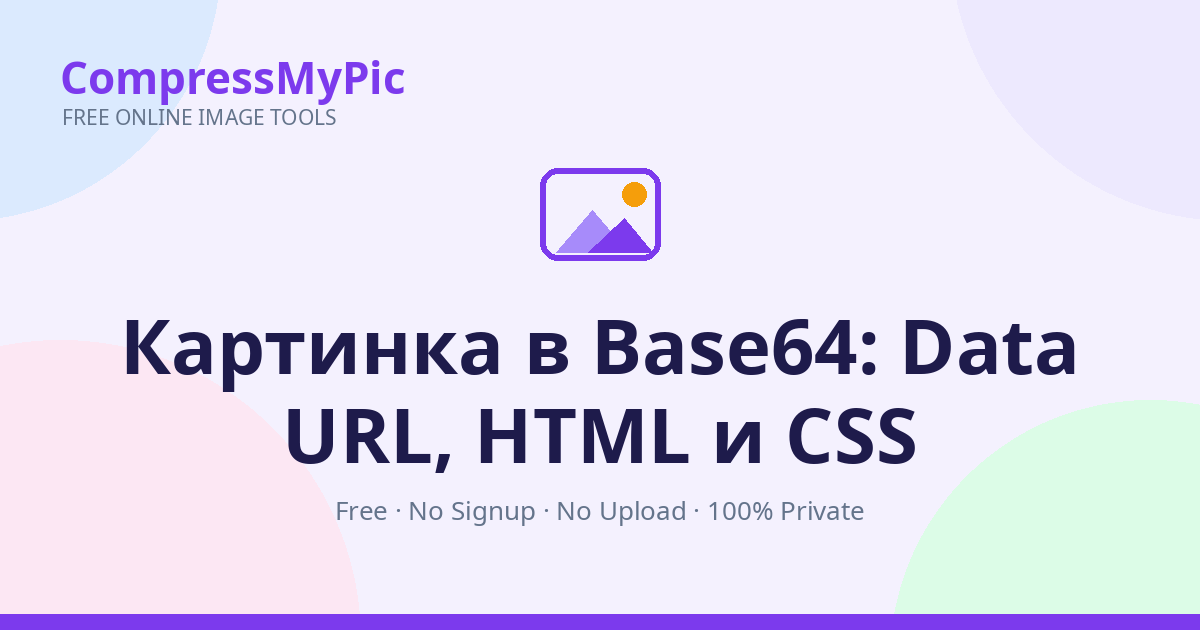 CompressMyPic
FREE ONLINE IMAGE TOOLS
Картинка в Base64: Data
URL, HTML и CSS
Free · No Signup · No Upload · 100% Private